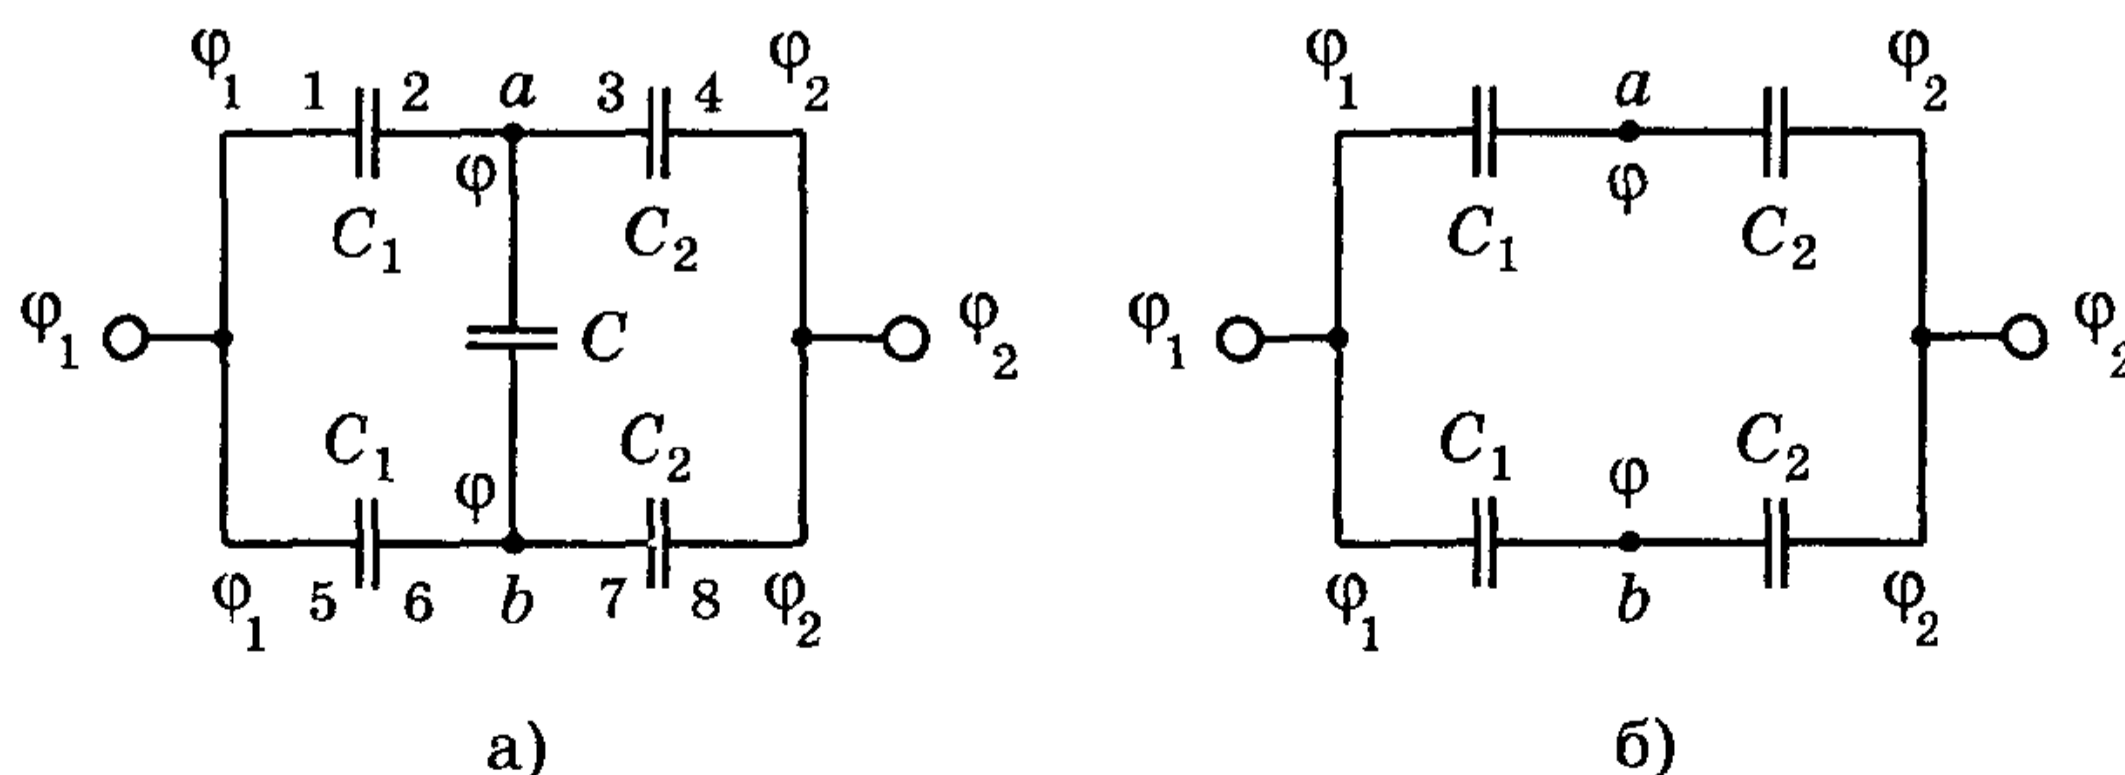 φ₁ 1 2 a 3 4 φ₂ φ₁ a φ₂
φ φ
C₁ C₂ C₁ C₂
φ₁ C φ₂ φ₁ φ₂
C₁ C₂ C₁ C₂
φ φ
φ₁ 5 6 b 7 8 φ₂ φ₁ b φ₂
а) б)